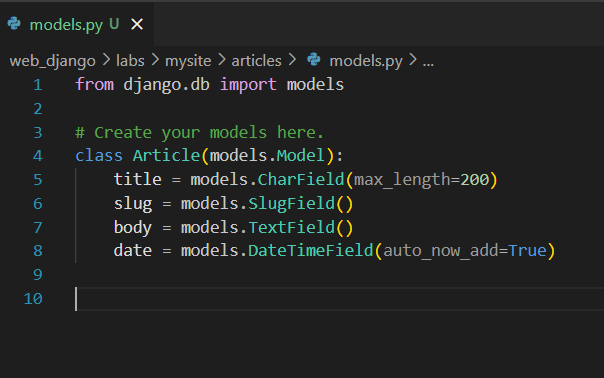 models.py U ×
web_django > labs > mysite > articles > models.py > ...
1 from django.db import models
2
3 # Create your models here.
4 class Article(models.Model):
5     title = models.CharField(max_length=200)
6     slug = models.SlugField()
7     body = models.TextField()
8     date = models.DateTimeField(auto_now_add=True)
9
10